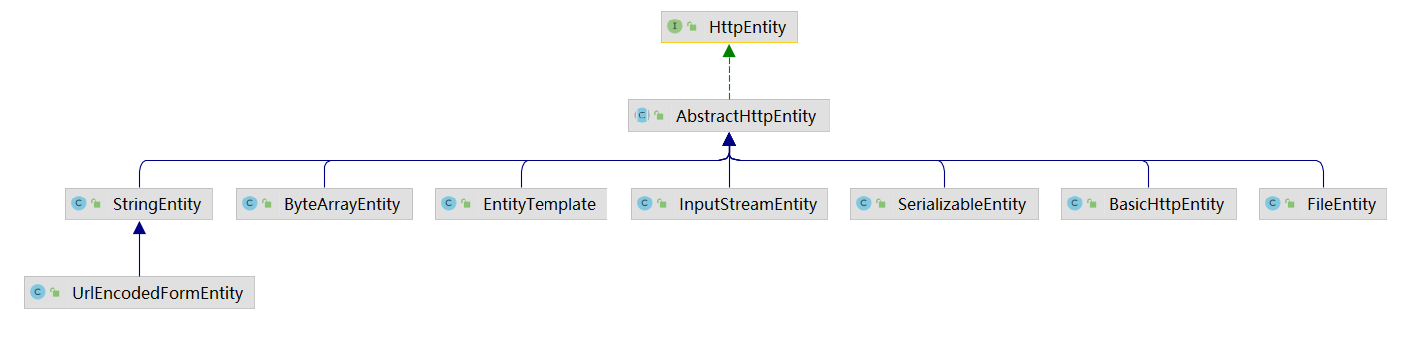 HttpEntity
AbstractHttpEntity
StringEntity
ByteArrayEntity
EntityTemplate
InputStreamEntity
SerializableEntity
BasicHttpEntity
FileEntity
UrlEncodedFormEntity